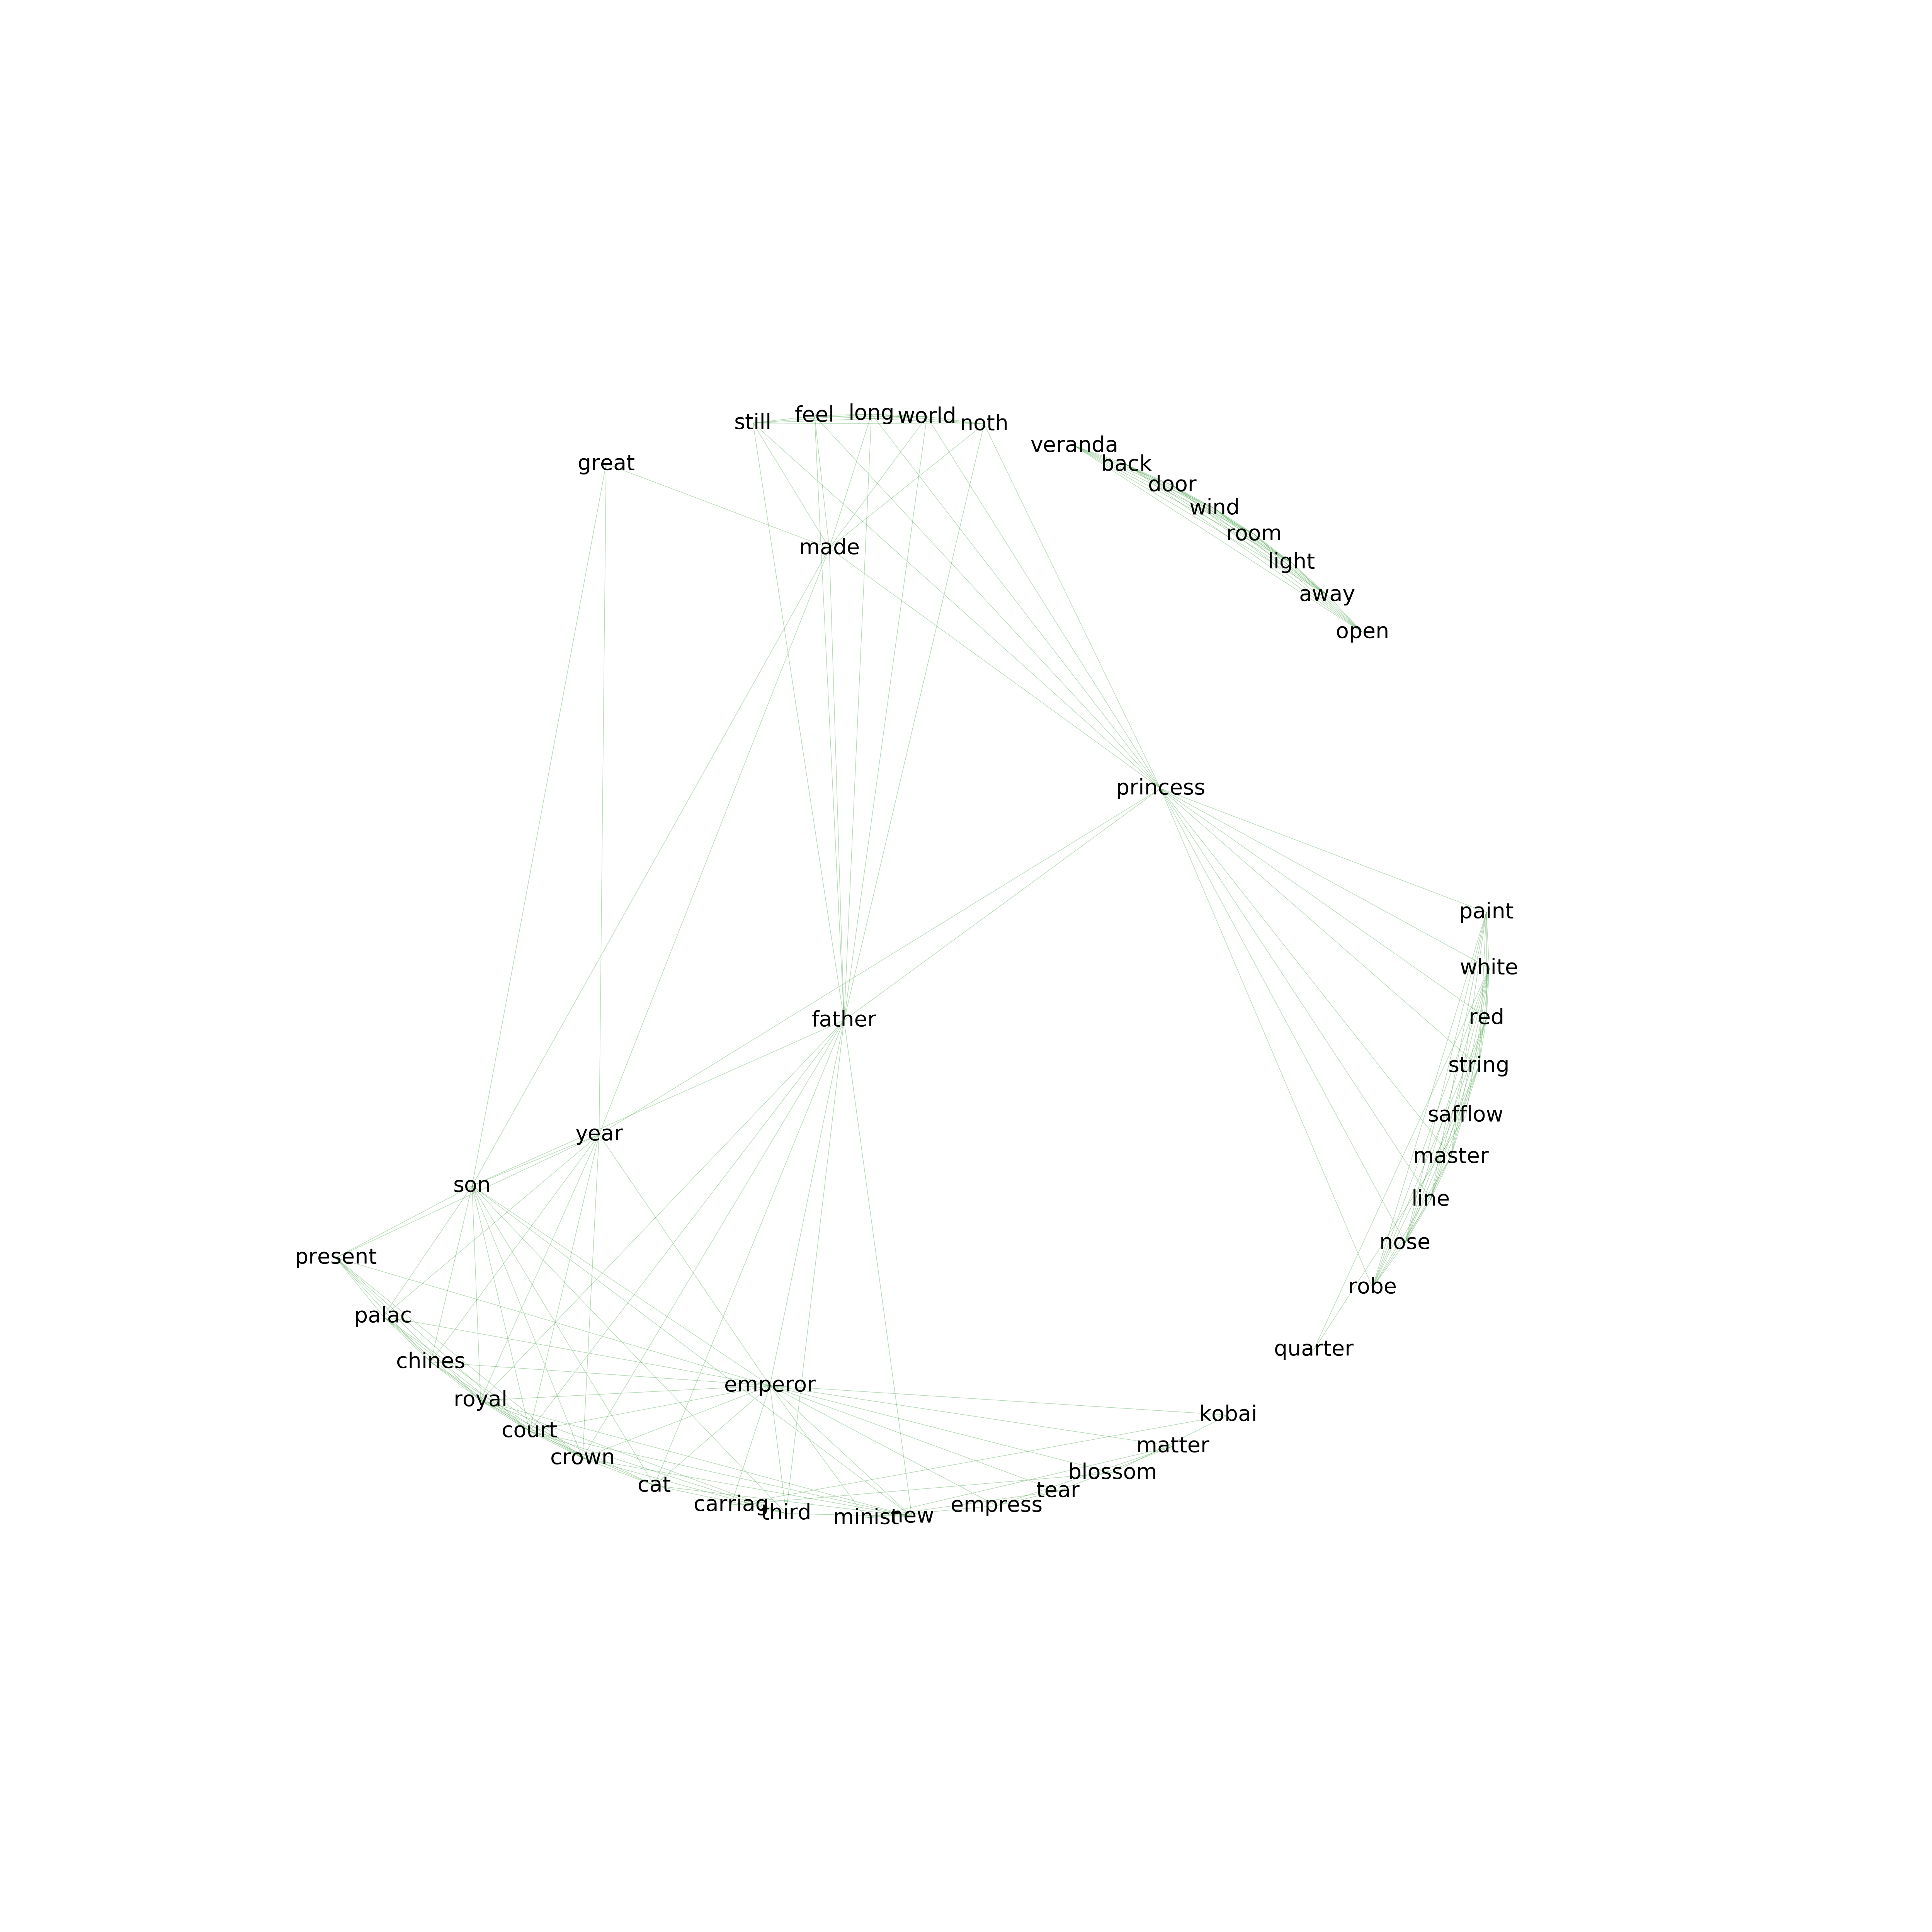 still
feel
long
world
noth
great
veranda
back
door
wind
room
light
away
open
made
princess
paint
white
red
string
safflow
master
line
nose
robe
quarter
father
year
son
present
palac
chines
royal
court
crown
cat
carriag
third
minist
new
empress
tear
blossom
matter
kobai
emperor